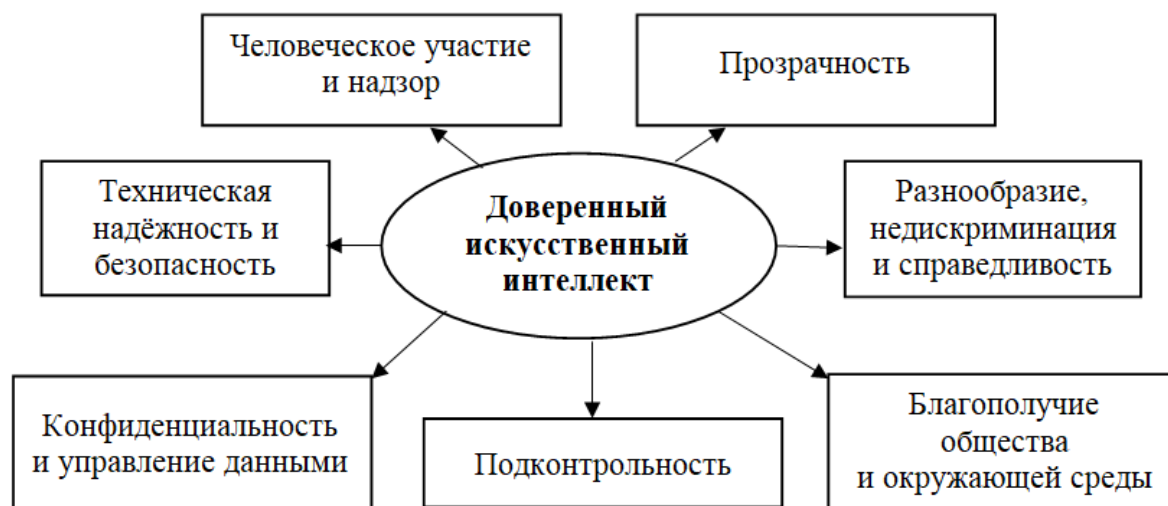 Человеческое участие
и надзор
Прозрачность
Техническая
надёжность и
безопасность
Доверенный
искусственный
интеллект
Разнообразие,
недискриминация
и справедливость
Конфиденциальность
и управление данными
Подконтрольность
Благополучие
общества
и окружающей среды